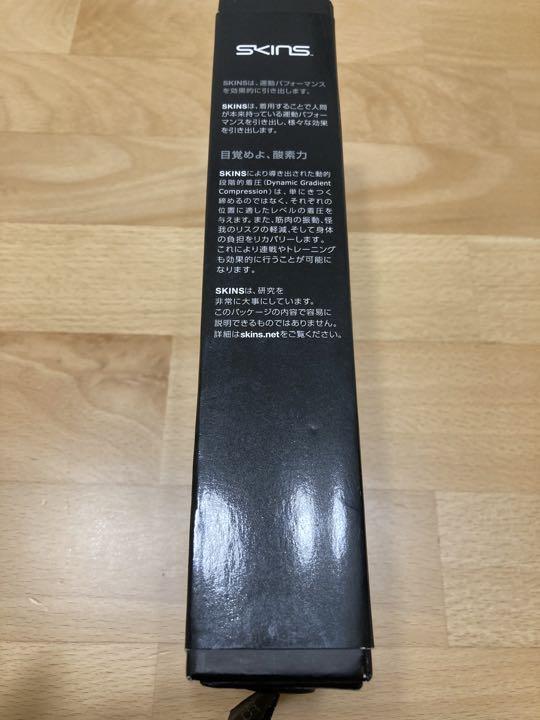 SKINS
SKINSは、運動パフォーマンス
を効果的に引き出します。
SKINSは、着用することで人間
が本来持っている運動パフォー
マンスを引き出し、様々な効果
を引き出します。
目覚めよ、酸素力
SKINSにより導き出された動的
段階的着圧(Dynamic Gradient
Compression)は、単にきつく
締めるのではなく、それぞれの
位置に適したレベルの着圧を
与えます。また、筋肉の振動、怪
我のリスクの軽減、そして身体
の負担をリカバリーします。
これにより連戦やトレーニング
も効果的に行うことが可能に
なります。
SKINSは、研究を
非常に大事にしています。
このパッケージの内容で容易に
説明できるものではありません。
詳細はskins.netをご覧ください。